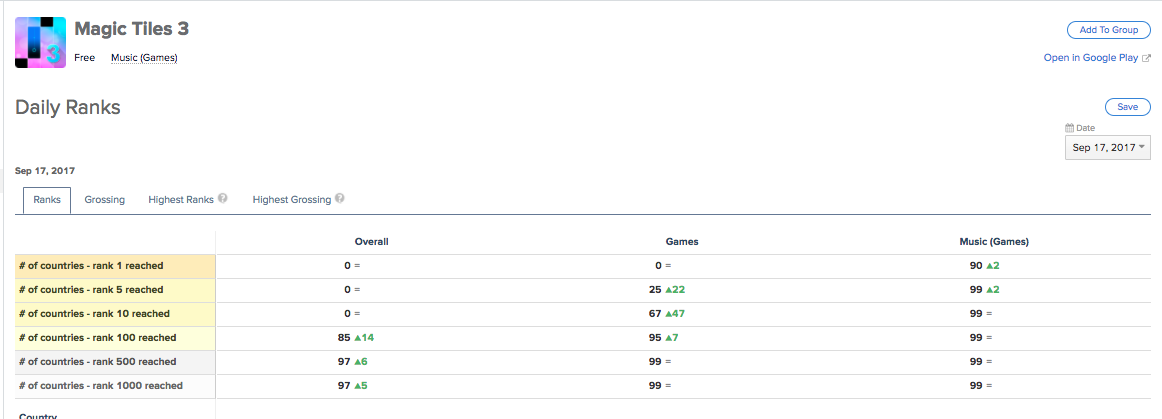 Magic Tiles 3
Add To Group
Free Music (Games)
Open in Google Play
3
Daily Ranks
Save
Date
Sep 17, 2017
Sep 17, 2017
Ranks Grossing Highest Ranks ? Highest Grossing ?
Overall Games Music (Games)
# of countries - rank 1 reached 0 = 0 = 90 ▲2
# of countries - rank 5 reached 0 = 25 ▲22 99 ▲2
# of countries - rank 10 reached 0 = 67 ▲47 99 =
# of countries - rank 100 reached 85 ▲14 95 ▲7 99 =
# of countries - rank 500 reached 97 ▲6 99 = 99 =
# of countries - rank 1000 reached 97 ▲5 99 = 99 =
Country